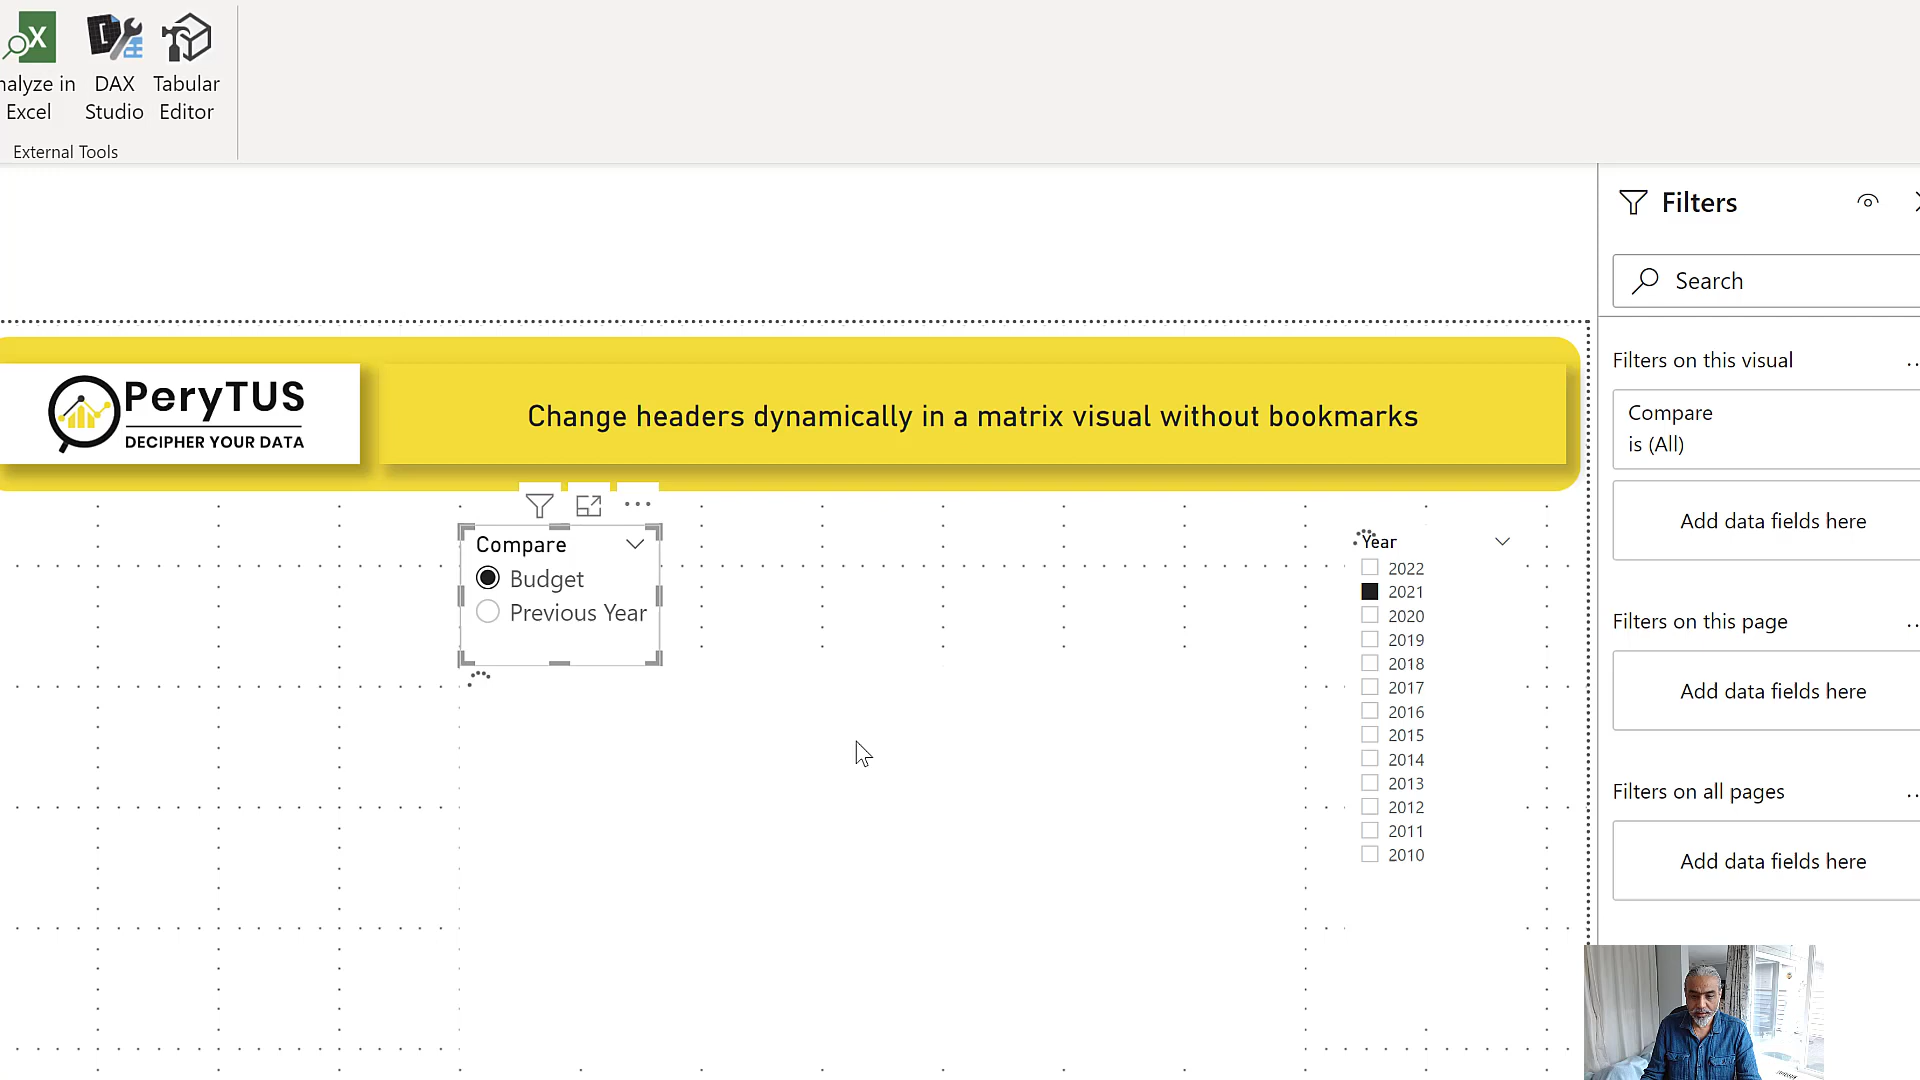 nalyze in
Excel
DAX
Studio
Tabular
Editor
External Tools
Filters
Search
Filters on this visual
Compare
is (All)
Add data fields here
Filters on this page
Add data fields here
Filters on all pages
Add data fields here
PeryTUS
DECIPHER YOUR DATA
Change headers dynamically in a matrix visual without bookmarks
Compare
Budget
Previous Year
Year
2022
2021
2020
2019
2018
2017
2016
2015
2014
2013
2012
2011
2010